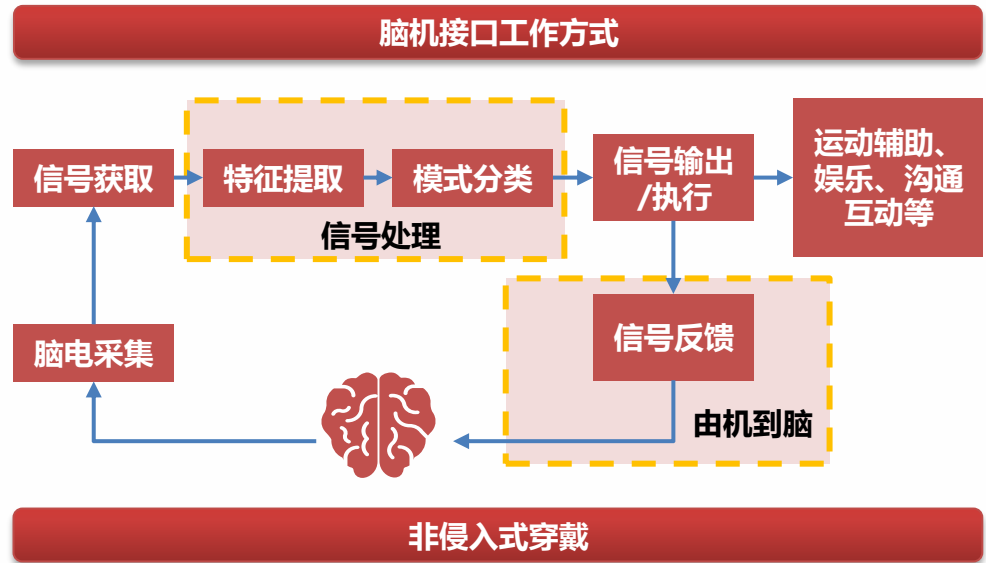 脑机接口工作方式
信号获取
特征提取
模式分类
信号处理
信号输出
/执行
运动辅助、
娱乐、沟通
互动等
脑电采集
信号反馈
由机到脑
非侵入式穿戴